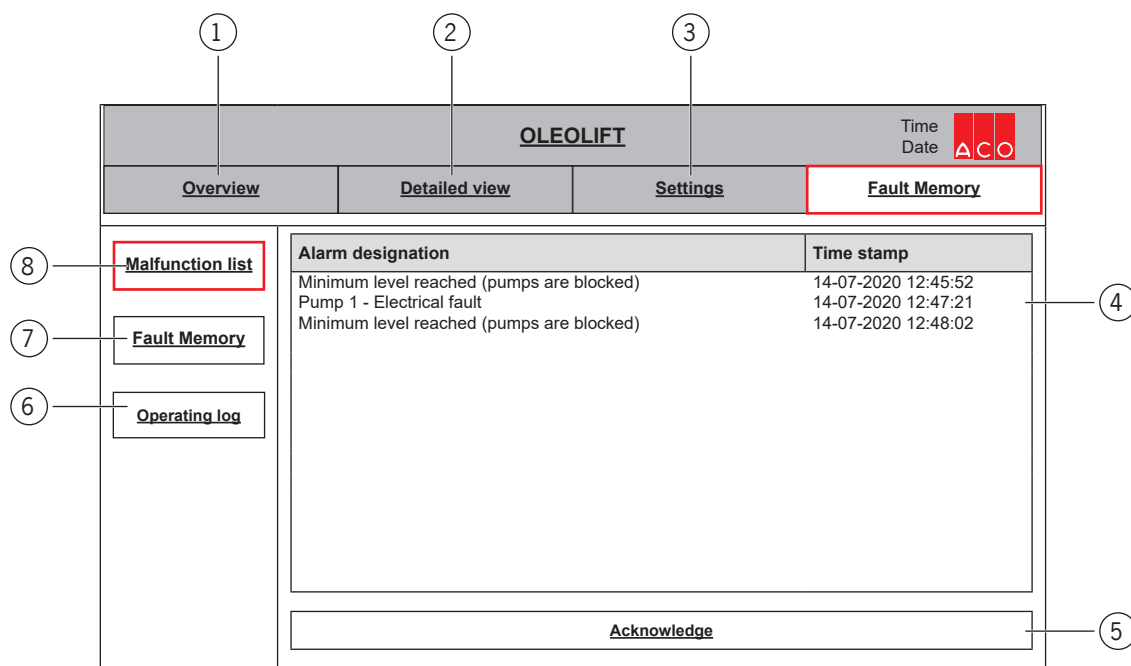 1 2 3
OLEOLIFT
Time
Date
ACO
Overview Detailed view Settings Fault Memory
8
Malfunction list
7
Fault Memory
6
Operating log
Alarm designation Time stamp
Minimum level reached (pumps are blocked) 14-07-2020 12:45:52
Pump 1 - Electrical fault 14-07-2020 12:47:21
Minimum level reached (pumps are blocked) 14-07-2020 12:48:02
4
Acknowledge
5